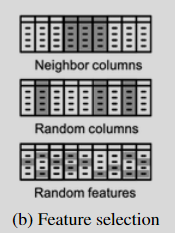 Neighbor columns
Random columns
Random features
(b) Feature selection